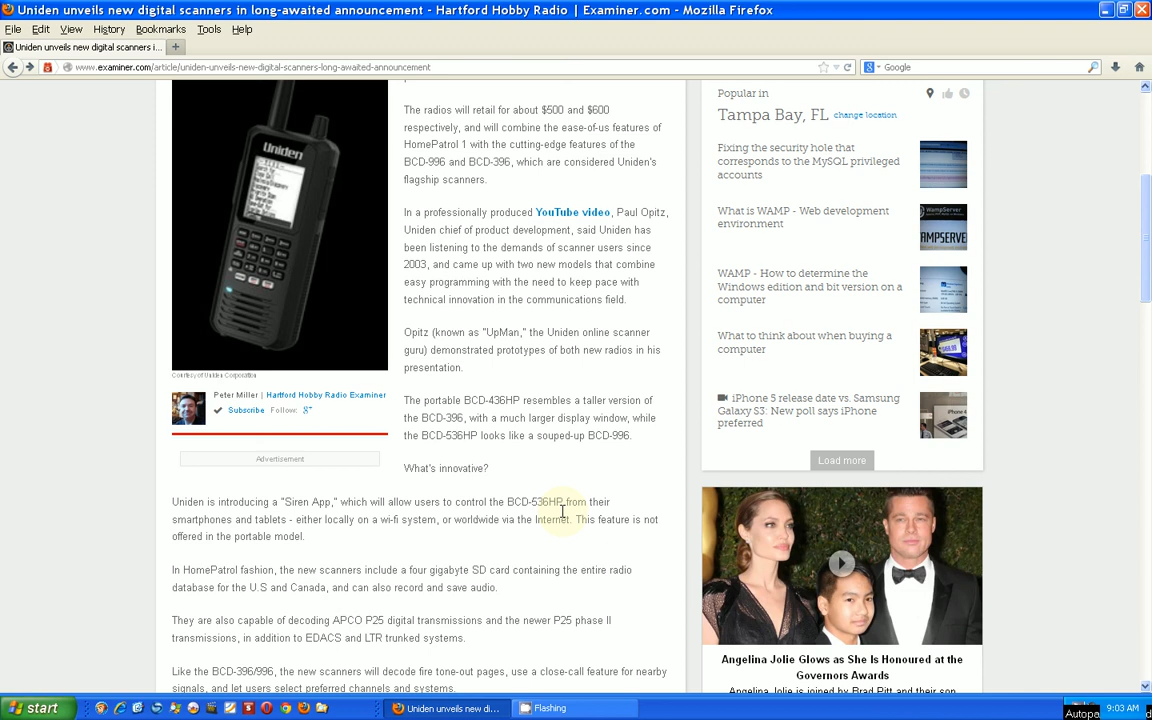 Uniden unveils new digital scanners in long-awaited announcement - Hartford Hobby Radio | Examiner.com - Mozilla Firefox
File Edit View History Bookmarks Tools Help
Uniden unveils new digital scanners i...
www.examiner.com/article/uniden-unveils-new-digital-scanners-long-awaited-announcement
Google
Uniden
Courtesy of Uniden Corporation
Peter Miller | Hartford Hobby Radio Examiner
Subscribe Follow:
Advertisement
The radios will retail for about $500 and $600
respectively, and will combine the ease-of-us features of
HomePatrol 1 with the cutting-edge features of the
BCD-996 and BCD-396, which are considered Uniden's
flagship scanners.
In a professionally produced YouTube video, Paul Opitz,
Uniden chief of product development, said Uniden has
been listening to the demands of scanner users since
2003, and came up with two new models that combine
easy programming with the need to keep pace with
technical innovation in the communications field.
Opitz (known as "UpMan," the Uniden online scanner
guru) demonstrated prototypes of both new radios in his
presentation.
The portable BCD-436HP resembles a taller version of
the BCD-396, with a much larger display window, while
the BCD-536HP looks like a souped-up BCD-996.
What's innovative?
Uniden is introducing a "Siren App," which will allow users to control the BCD-536HP from their
smartphones and tablets - either locally on a wi-fi system, or worldwide via the Internet. This feature is not
offered in the portable model.
In HomePatrol fashion, the new scanners include a four gigabyte SD card containing the entire radio
database for the U.S and Canada, and can also record and save audio.
They are also capable of decoding APCO P25 digital transmissions and the newer P25 phase II
transmissions, in addition to EDACS and LTR trunked systems.
Like the BCD-396/996, the new scanners will decode fire tone-out pages, use a close-call feature for nearby
signals, and let users select preferred channels and systems.
Popular in
Tampa Bay, FL change location
Fixing the security hole that
corresponds to the MySQL privileged
accounts
What is WAMP - Web development
environment
WampServer
WAMPSERVER
WAMP - How to determine the
Windows edition and bit version on a
computer
What to think about when buying a
computer
iPhone 5 release date vs. Samsung
Galaxy S3: New poll says iPhone
preferred
Load more
Angelina Jolie Glows as She Is Honoured at the
Governors Awards
Angelina Jolie is joined by Brad Pitt and their son
start
Uniden unveils new di...
Flashing
9:03 AM
Autopa